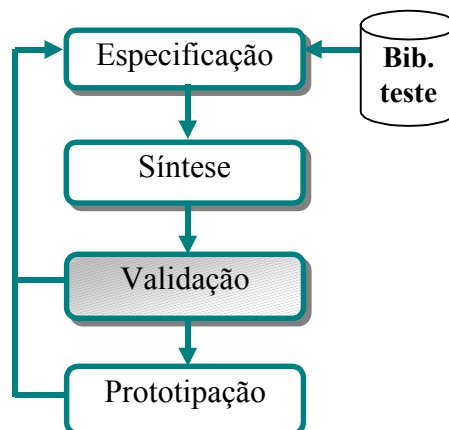 Especificação
Bib.
teste
Síntese
Validação
Prototipação